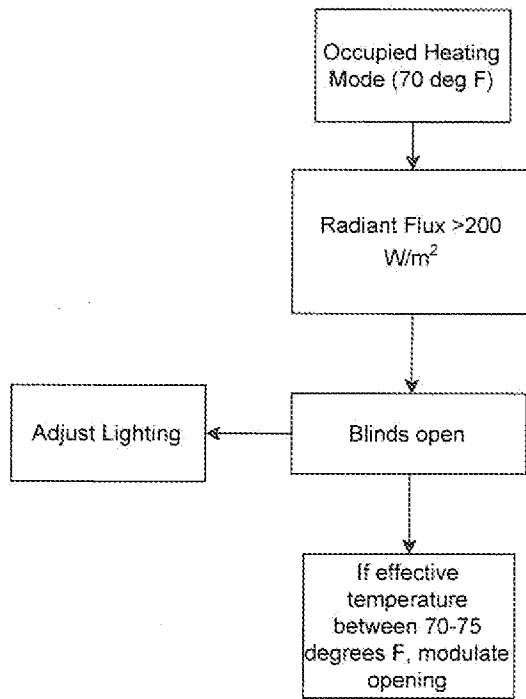 Occupied Heating
Mode (70 deg F)
Radiant Flux >200
W/m²
Adjust Lighting
Blinds open
If effective
temperature
between 70-75
degrees F, modulate
opening